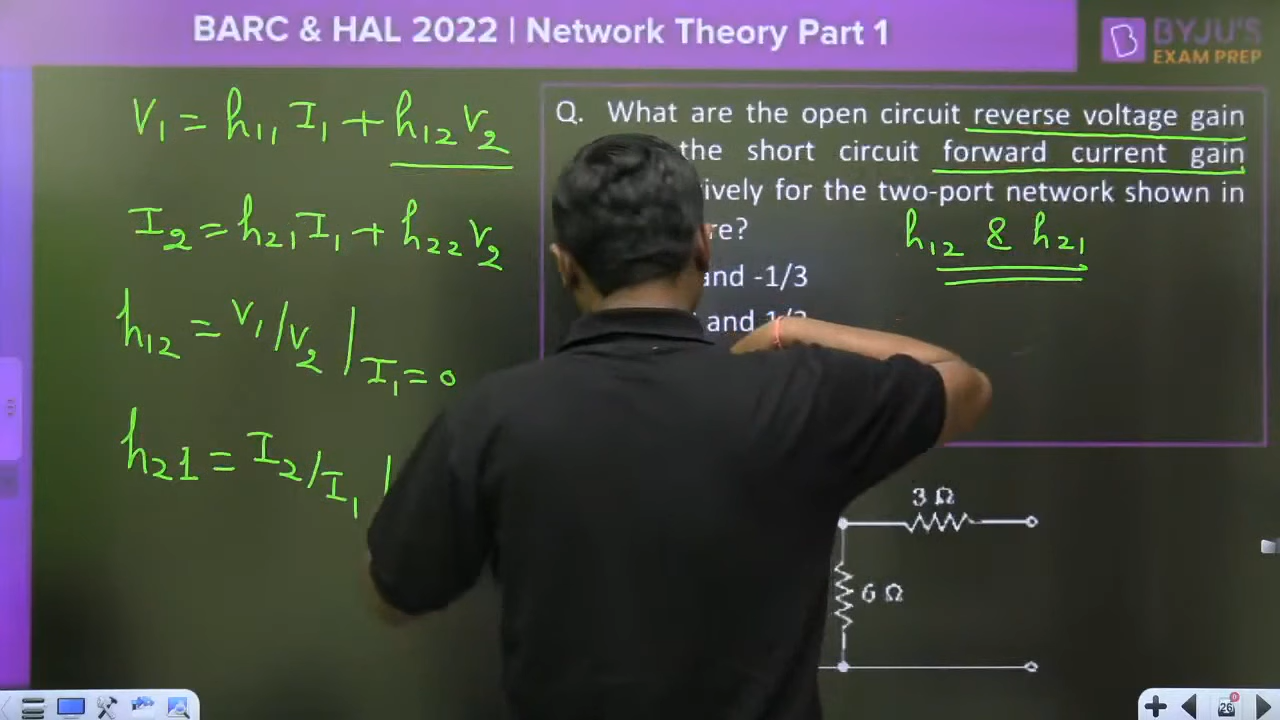 BARC & HAL 2022 | Network Theory Part 1
BYJU'S
EXAM PREP
V₁ = h₁₁ I₁ + h₁₂ V₂
I₂ = h₂₁ I₁ + h₂₂ V₂
h₁₂ = V₁/V₂ | I₁ = 0
h₂1 = I₂/I₁ |
Q. What are the open circuit reverse voltage gain
the short circuit forward current gain
for the two-port network shown in
h₁₂ & h₂₁
and -1/3
and
3 Ω
6 Ω
26